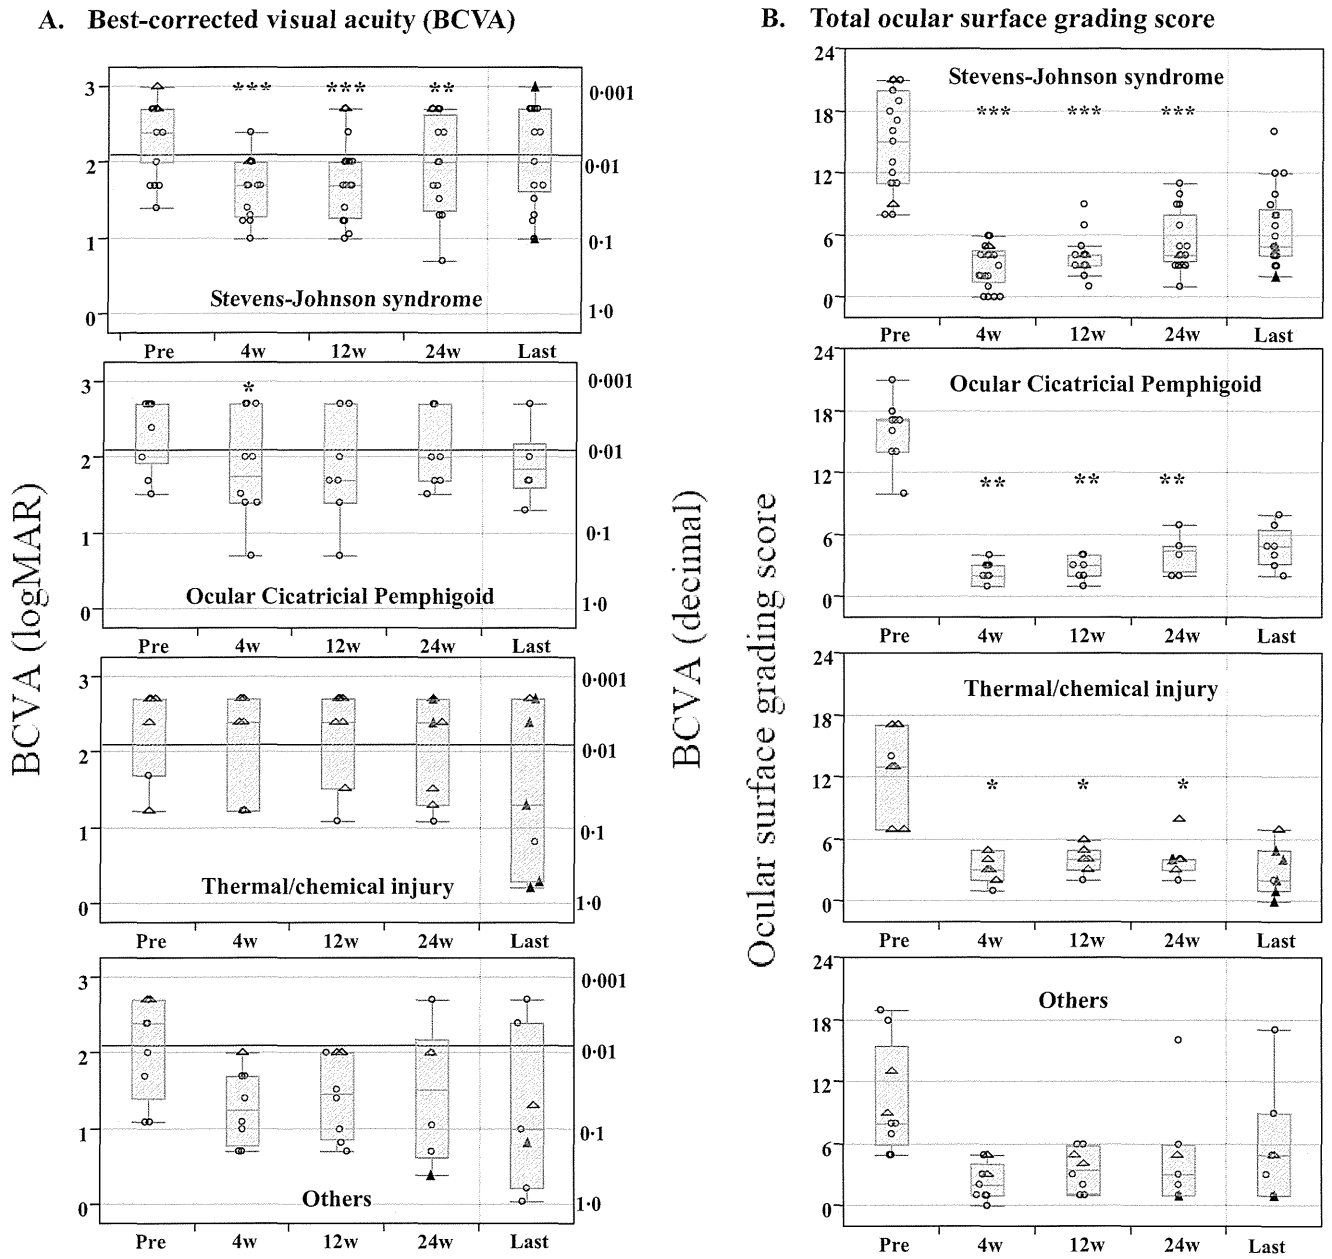 A. Best-corrected visual acuity (BCVA)
BCVA (logMAR)
BCVA (decimal)
3
2
1
0
*** *** **
0·001
0·01
0·1
1·0
Stevens-Johnson syndrome
Pre 4w 12w 24w Last
3
2
1
0
*
0·001
0·01
0·1
1·0
Ocular Cicatricial Pemphigoid
Pre 4w 12w 24w Last
3
2
1
0
0·001
0·01
0·1
1·0
Thermal/chemical injury
Pre 4w 12w 24w Last
3
2
1
0
0·001
0·01
0·1
1·0
Others
Pre 4w 12w 24w Last
B. Total ocular surface grading score
Ocular surface grading score
24
18
12
6
0
Stevens-Johnson syndrome
*** *** ***
Pre 4w 12w 24w Last
24
18
12
6
0
Ocular Cicatricial Pemphigoid
** ** **
Pre 4w 12w 24w Last
24
18
12
6
0
Thermal/chemical injury
* * *
Pre 4w 12w 24w Last
24
18
12
6
0
Others
Pre 4w 12w 24w Last